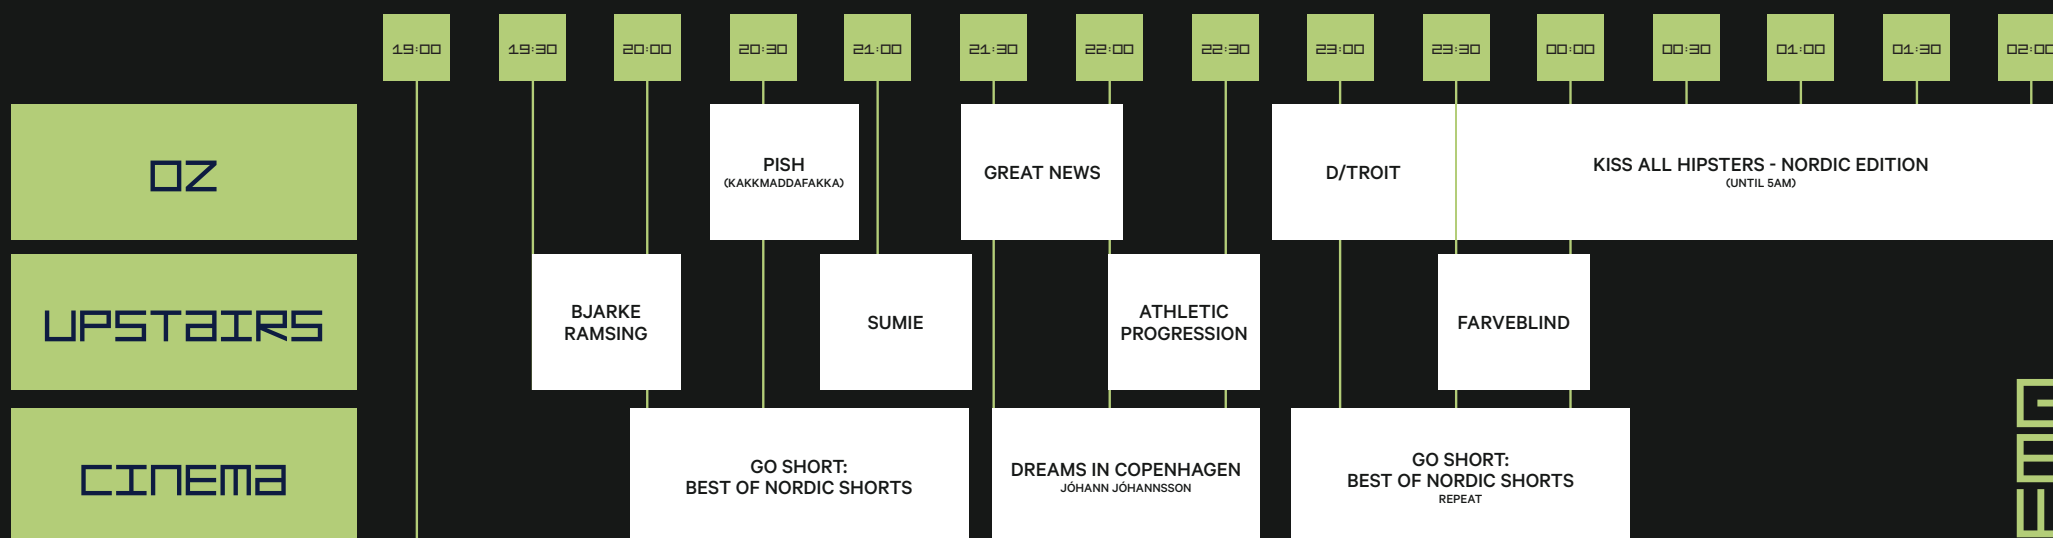 19:00 19:30 20:00 20:30 21:00 21:30 22:00 22:30 23:00 23:30 00:00 00:30 01:00 01:30 02:00
OZ
PISH
(KAKKMADDAFAKKA)
GREAT NEWS
D/TROIT
KISS ALL HIPSTERS - NORDIC EDITION
(UNTIL 5AM)
UPSTAIRS
BJARKE
RAMSING
SUMIE
ATHLETIC
PROGRESSION
FARVEBLIND
CINEMA
GO SHORT:
BEST OF NORDIC SHORTS
DREAMS IN COPENHAGEN
JÓHANN JÓHANNSSON
GO SHORT:
BEST OF NORDIC SHORTS
REPEAT